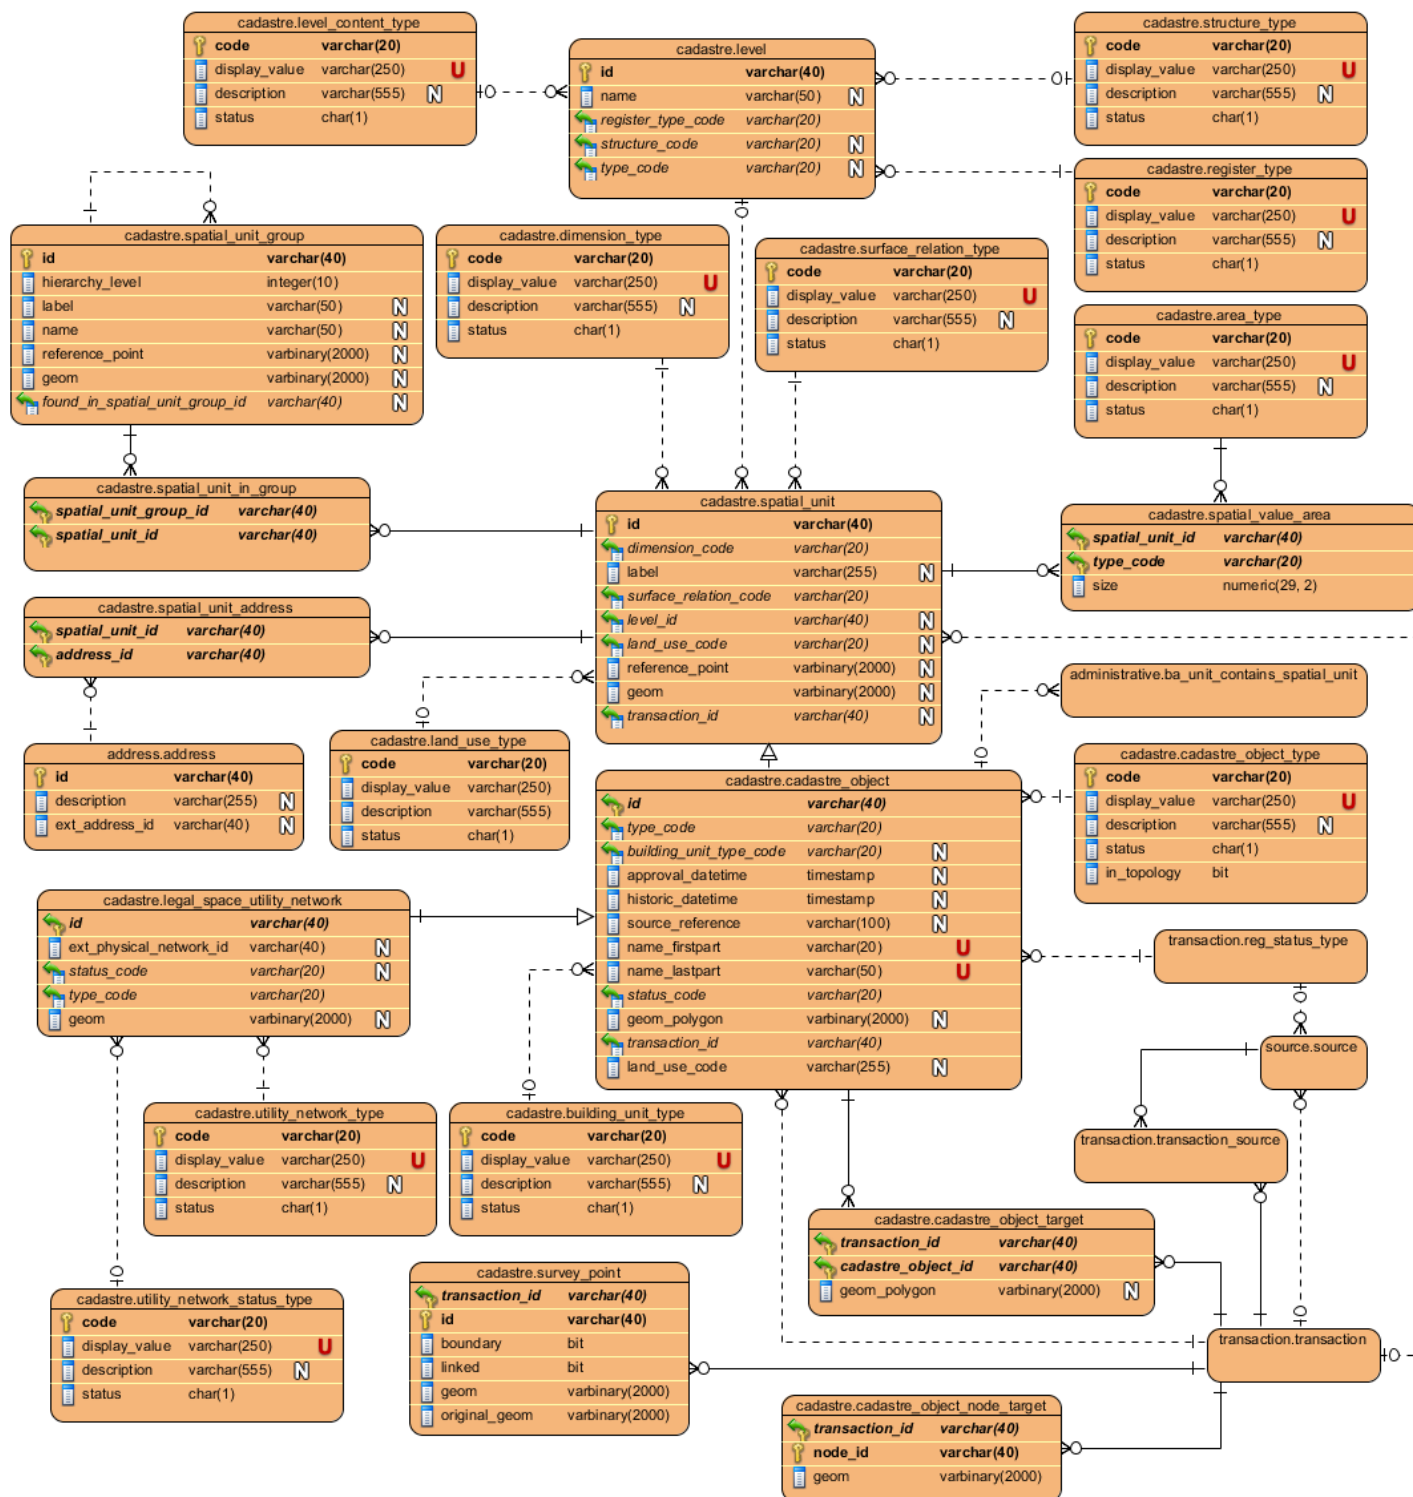 cadastre.level_content_type
code varchar(20)
display_value varchar(250) U
description varchar(555) N
status char(1)
cadastre.level
id varchar(40)
name varchar(50) N
register_type_code varchar(20)
structure_code varchar(20) N
type_code varchar(20) N
cadastre.structure_type
code varchar(20)
display_value varchar(250) U
description varchar(555) N
status char(1)
cadastre.register_type
code varchar(20)
display_value varchar(250) U
description varchar(555) N
status char(1)
cadastre.spatial_unit_group
id varchar(40)
hierarchy_level integer(10)
label varchar(50) N
name varchar(50) N
reference_point varbinary(2000) N
geom varbinary(2000) N
found_in_spatial_unit_group_id varchar(40) N
cadastre.dimension_type
code varchar(20)
display_value varchar(250) U
description varchar(555) N
status char(1)
cadastre.surface_relation_type
code varchar(20)
display_value varchar(250) U
description varchar(555) N
status char(1)
cadastre.area_type
code varchar(20)
display_value varchar(250) U
description varchar(555) N
status char(1)
cadastre.spatial_unit_in_group
spatial_unit_group_id varchar(40)
spatial_unit_id varchar(40)
cadastre.spatial_unit
id varchar(40)
dimension_code varchar(20)
label varchar(255) N
surface_relation_code varchar(20)
level_id varchar(40) N
land_use_code varchar(20) N
reference_point varbinary(2000) N
geom varbinary(2000) N
transaction_id varchar(40) N
cadastre.spatial_value_area
spatial_unit_id varchar(40)
type_code varchar(20)
size numeric(29, 2)
cadastre.spatial_unit_address
spatial_unit_id varchar(40)
address_id varchar(40)
administrative.ba_unit_contains_spatial_unit
address.address
id varchar(40)
description varchar(255) N
ext_address_id varchar(40) N
cadastre.land_use_type
code varchar(20)
display_value varchar(250)
description varchar(555)
status char(1)
cadastre.cadastre_object
id varchar(40)
type_code varchar(20)
building_unit_type_code varchar(20) N
approval_datetime timestamp N
historic_datetime timestamp N
source_reference varchar(100) N
name_firstpart varchar(20) U
name_lastpart varchar(50) U
status_code varchar(20)
geom_polygon varbinary(2000) N
transaction_id varchar(40)
land_use_code varchar(255) N
cadastre.cadastre_object_type
code varchar(20)
display_value varchar(250) U
description varchar(555) N
status char(1)
in_topology bit
cadastre.legal_space_utility_network
id varchar(40)
ext_physical_network_id varchar(40) N
status_code varchar(20) N
type_code varchar(20)
geom varbinary(2000) N
transaction.reg_status_type
source.source
transaction.transaction_source
cadastre.utility_network_type
code varchar(20)
display_value varchar(250) U
description varchar(555) N
status char(1)
cadastre.building_unit_type
code varchar(20)
display_value varchar(250) U
description varchar(555) N
status char(1)
cadastre.cadastre_object_target
transaction_id varchar(40)
cadastre_object_id varchar(40)
geom_polygon varbinary(2000) N
cadastre.survey_point
transaction_id varchar(40)
id varchar(40)
boundary bit
linked bit
geom varbinary(2000)
original_geom varbinary(2000)
cadastre.utility_network_status_type
code varchar(20)
display_value varchar(250) U
description varchar(555) N
status char(1)
transaction.transaction
cadastre.cadastre_object_node_target
transaction_id varchar(40)
node_id varchar(40)
geom varbinary(2000)